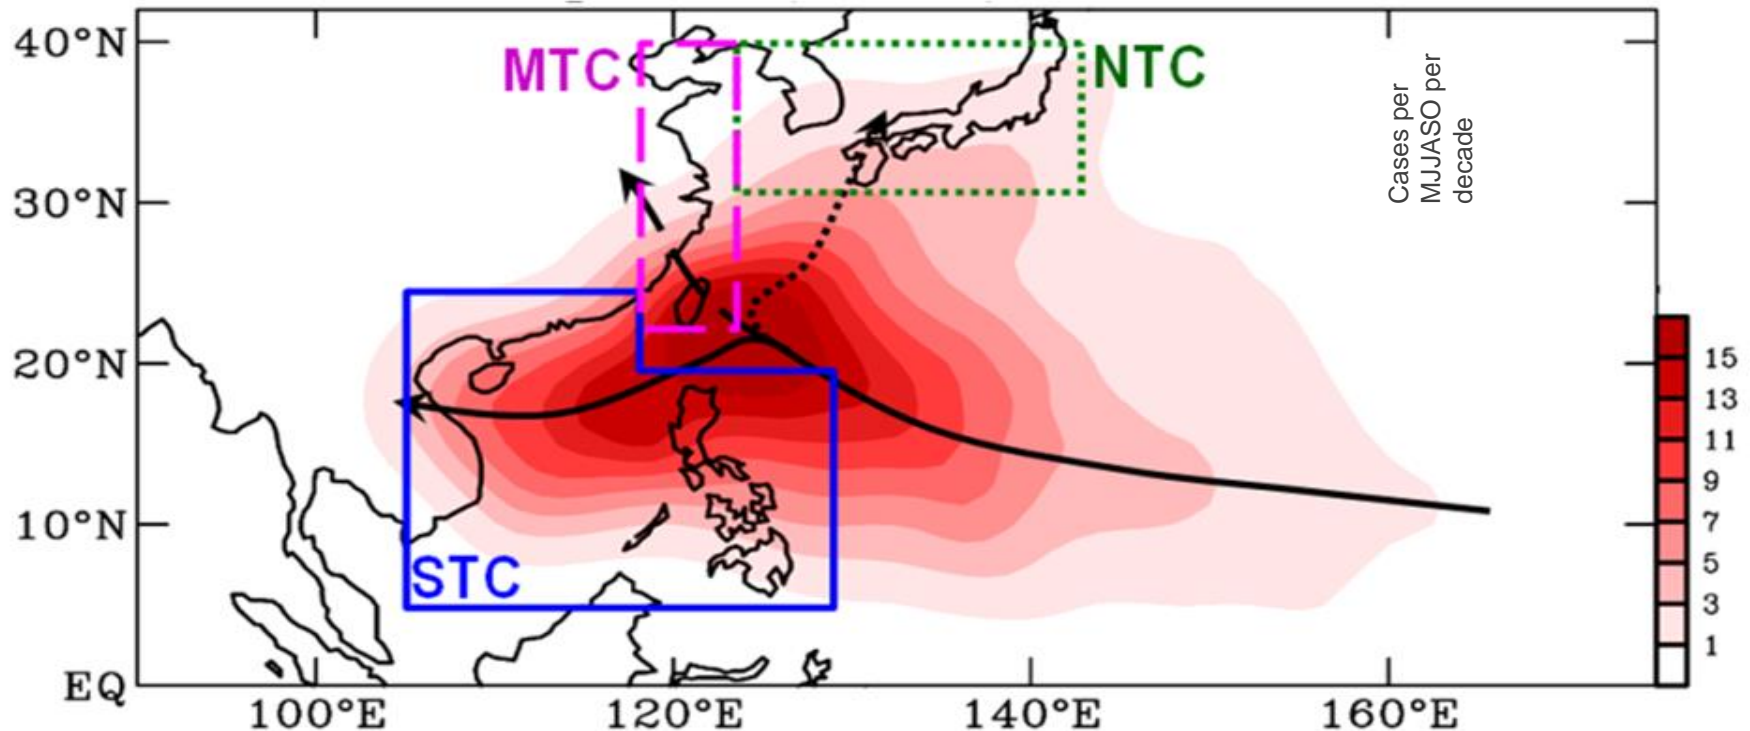 40°N
MTC
NTC
Cases per
MJJASO per
decade
30°N
20°N
15
13
11
9
10°N
7
STC
5
3
1
EQ
100°E
120°E
140°E
160°E